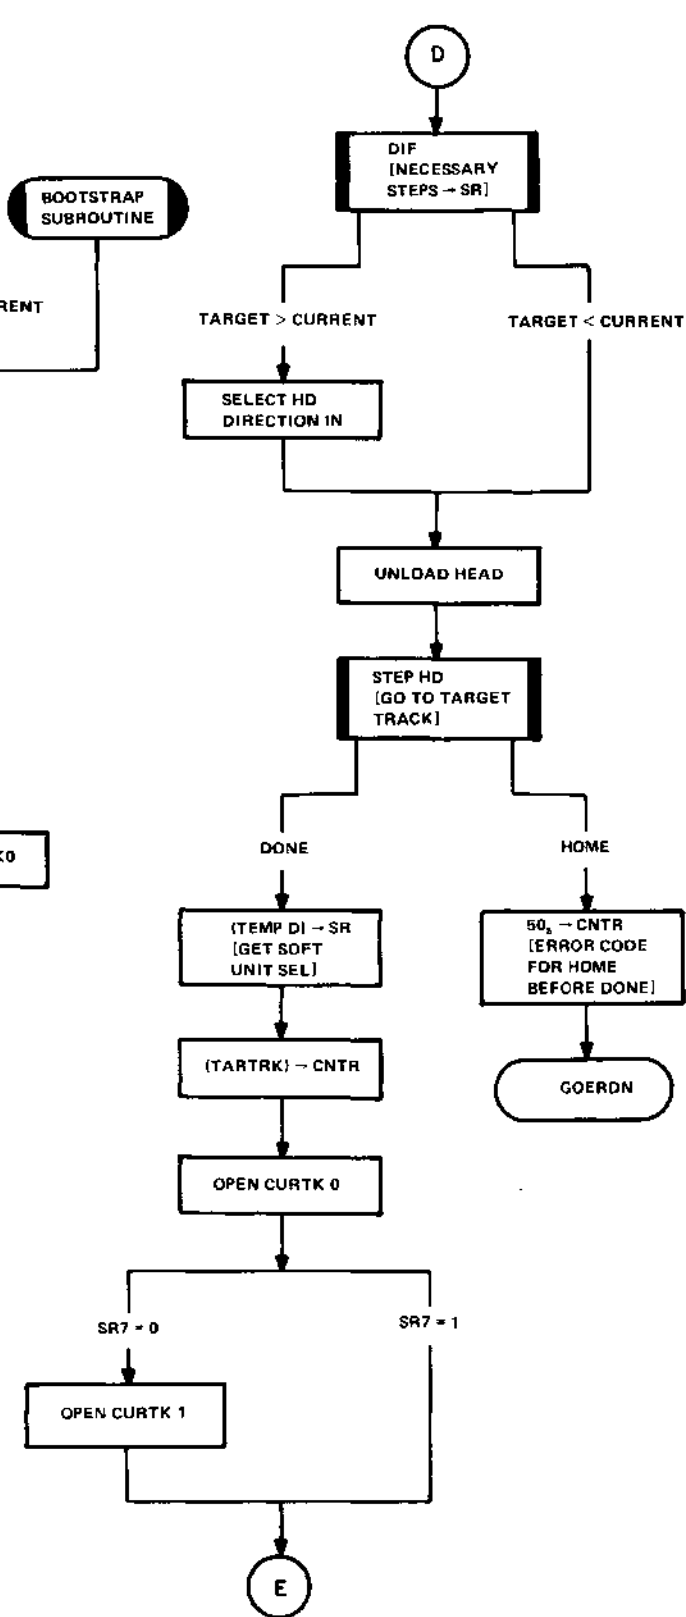 D
DIF
[NECESSARY
STEPS → SR]
BOOTSTRAP
SUBROUTINE
RENT
TARGET > CURRENT
TARGET < CURRENT
SELECT HD
DIRECTION IN
UNLOAD HEAD
STEP HD
[GO TO TARGET
TRACK]
K0
DONE
HOME
(TEMP D) → SR
[GET SOFT
UNIT SEL]
50₈ → CNTR
[ERROR CODE
FOR HOME
BEFORE DONE]
(TARTRK) → CNTR
GOERDN
OPEN CURTK 0
SR7 = 0
SR7 = 1
OPEN CURTK 1
E